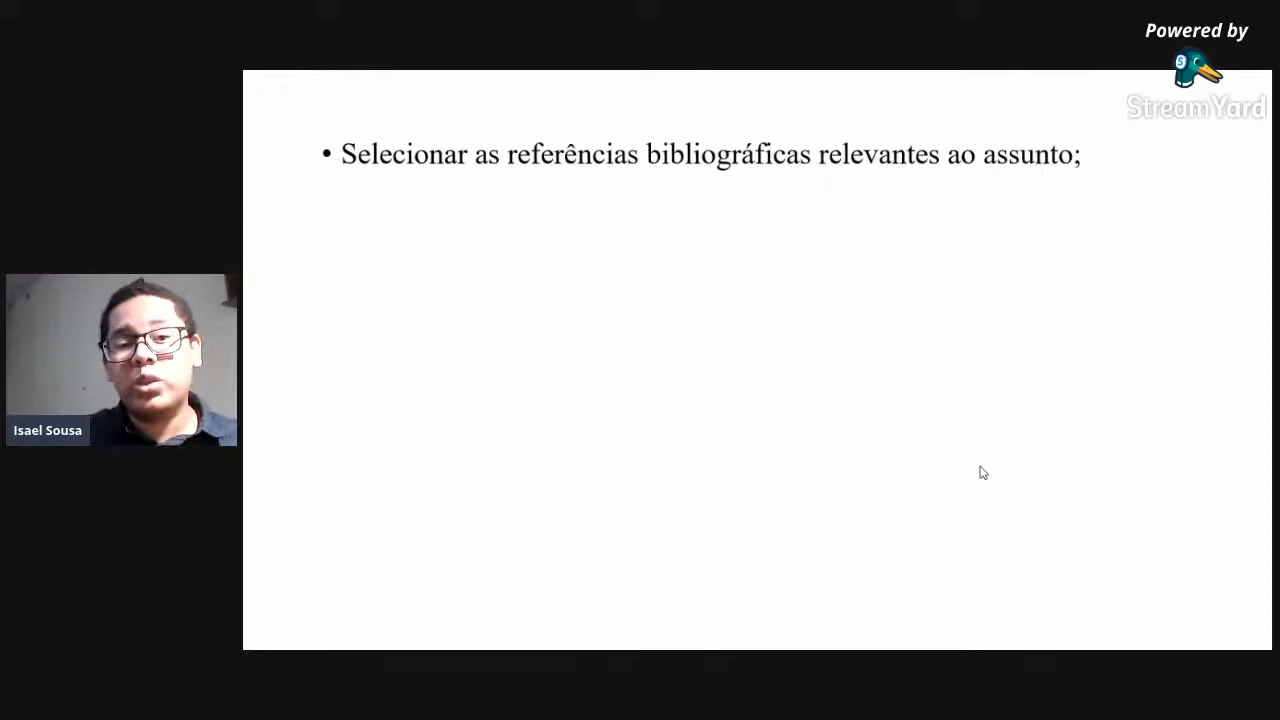 Powered by
StreamYard
• Selecionar as referências bibliográficas relevantes ao assunto;
Isael Sousa